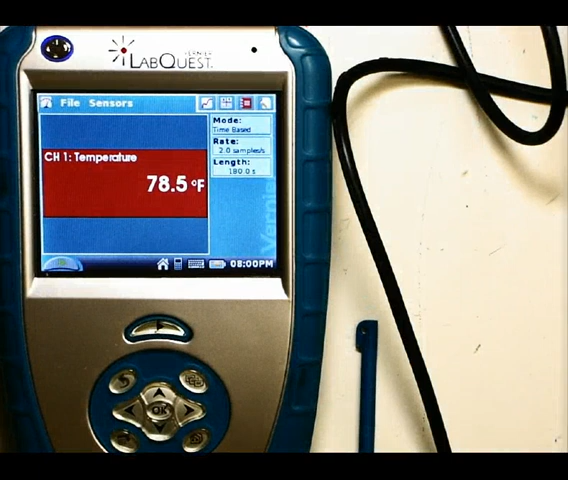 VERNIER
LABQUEST
File Sensors
Mode:
Time Based
Rate:
2.0 samples/s
Length:
180.0 s
CH 1: Temperature
78.5 °F
08:00PM
OK